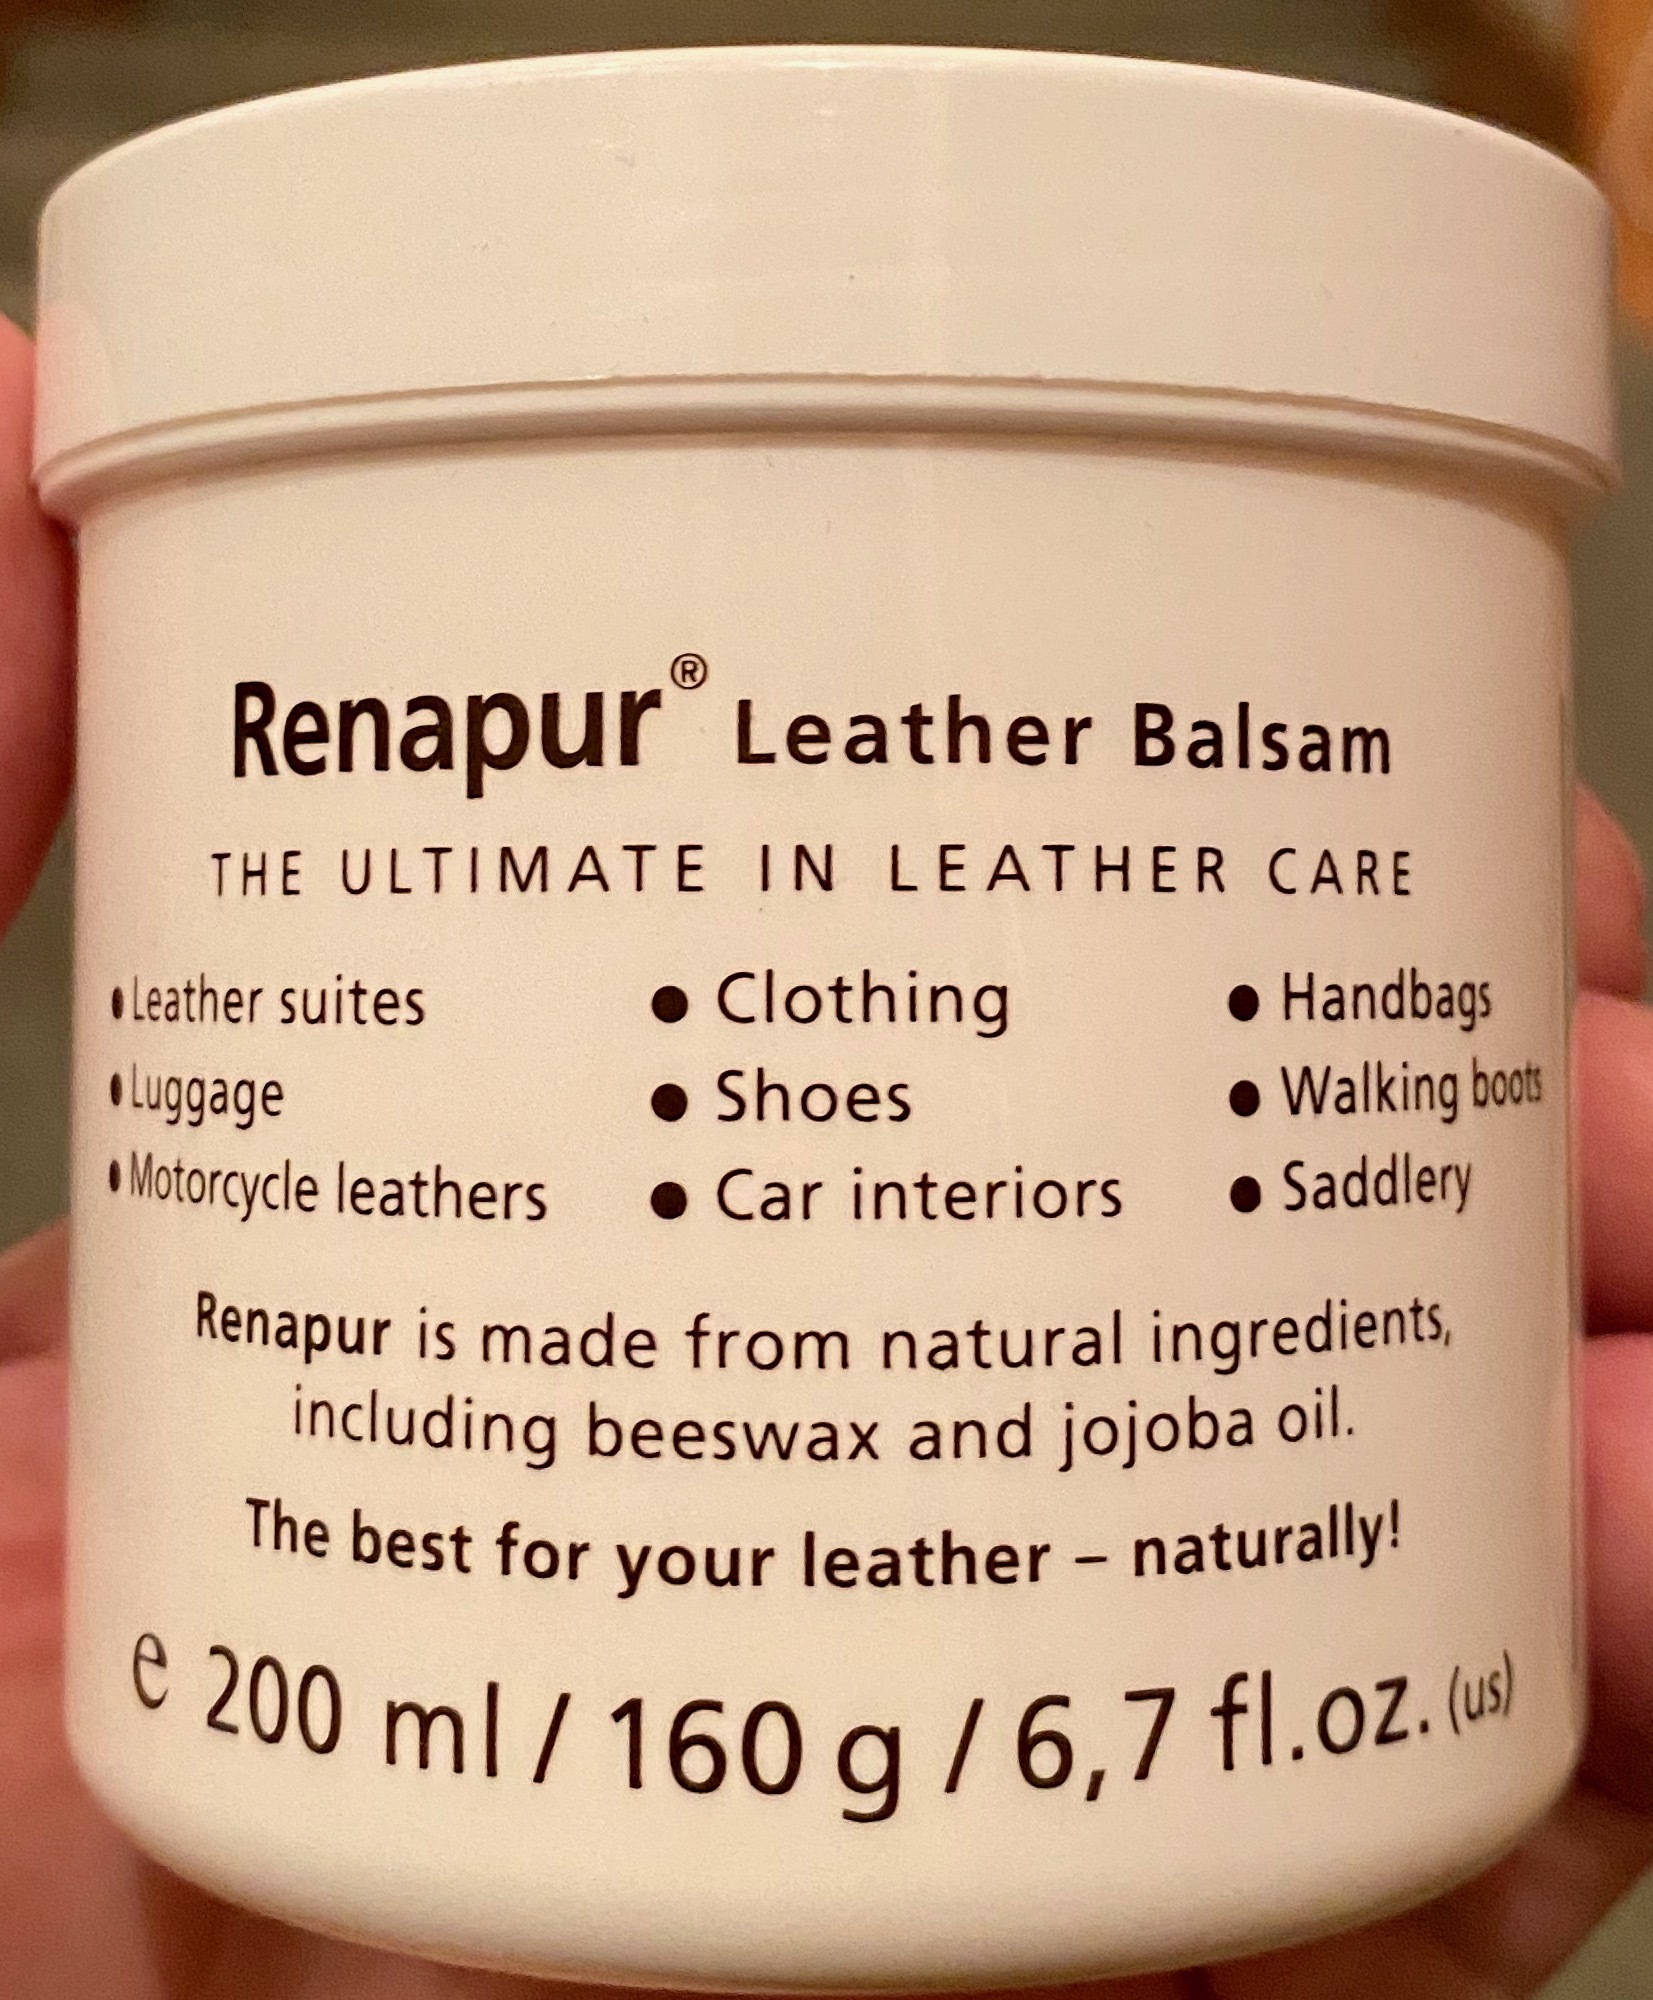 Renapur® Leather Balsam
THE ULTIMATE IN LEATHER CARE
• Leather suites • Clothing • Handbags
• Luggage • Shoes • Walking boots
• Motorcycle leathers • Car interiors • Saddlery
Renapur is made from natural ingredients,
including beeswax and jojoba oil.
The best for your leather – naturally!
e 200 ml / 160 g / 6,7 fl.oz. (us)